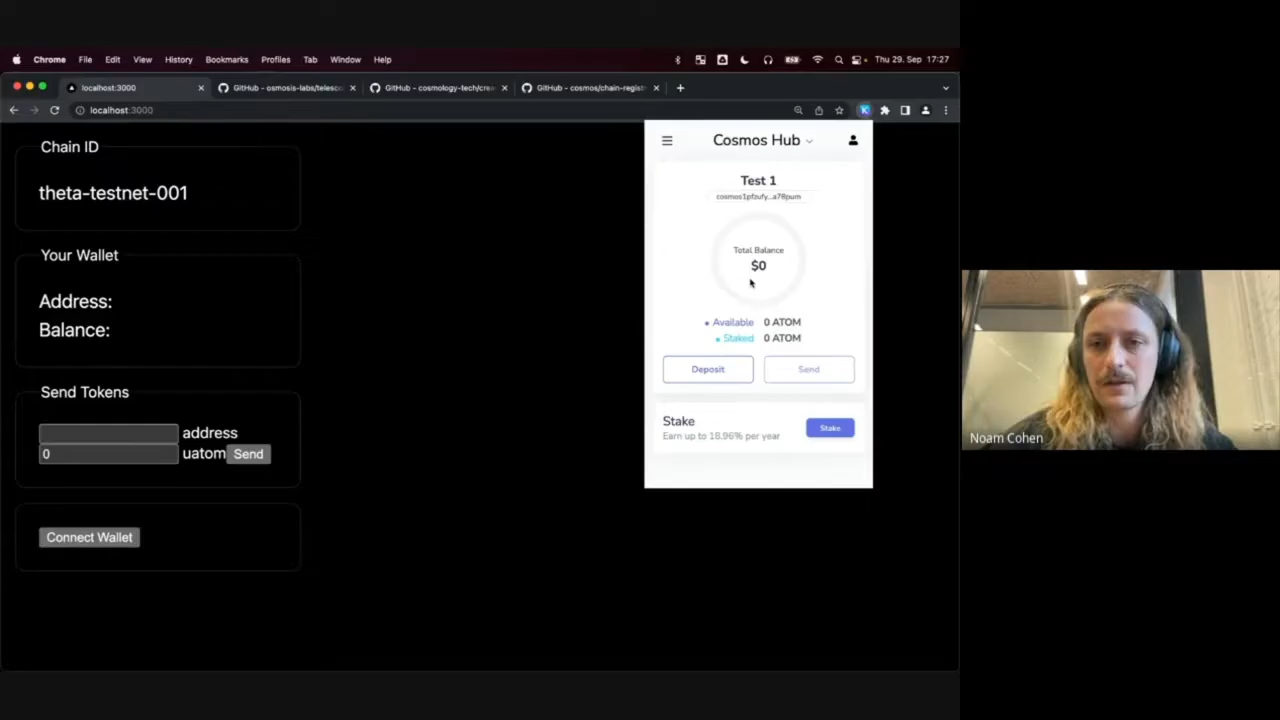 Chrome File Edit View History Bookmarks Profiles Tab Window Help Thu 29. Sep 17:27
localhost:3000 GitHub - osmosis-labs/telesco GitHub - cosmology-tech/crea GitHub - cosmos/chain-regist
localhost:3000
Chain ID
theta-testnet-001
Your Wallet
Address:
Balance:
Send Tokens
address
0 uatom Send
Connect Wallet
Cosmos Hub
Test 1
Total Balance
$0
Available 0 ATOM
Staked 0 ATOM
Deposit Send
Stake
Earn up to 18.96% per year
Stake
Noam Cohen